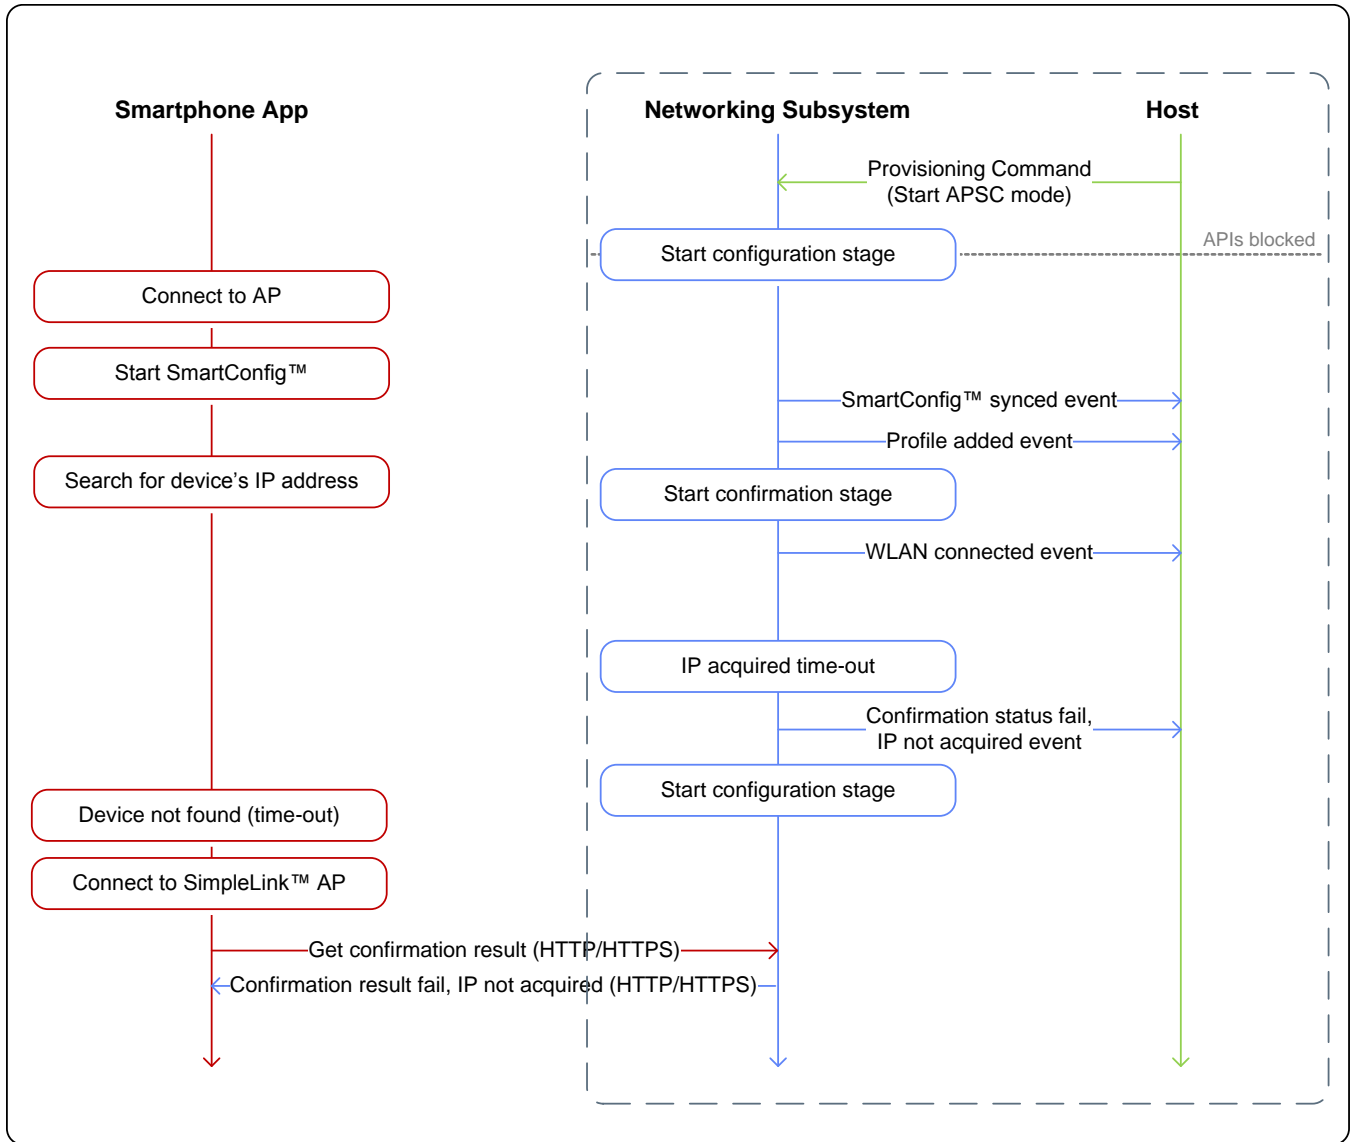 Smartphone App
Networking Subsystem
Host
Provisioning Command
(Start APSC mode)
APIs blocked
Start configuration stage
Connect to AP
Start SmartConfig™
SmartConfig™ synced event
Profile added event
Search for device’s IP address
Start confirmation stage
WLAN connected event
IP acquired time-out
Confirmation status fail,
IP not acquired event
Start configuration stage
Device not found (time-out)
Connect to SimpleLink™ AP
Get confirmation result (HTTP/HTTPS)
Confirmation result fail, IP not acquired (HTTP/HTTPS)